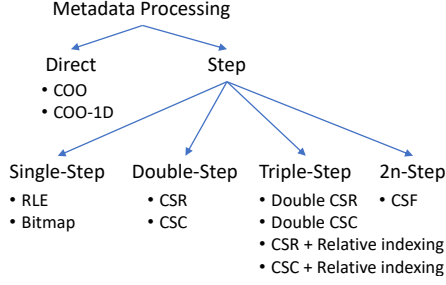 Metadata Processing
Direct
Step
• COO
• COO-1D
Single-Step
Double-Step
Triple-Step
2n-Step
• RLE
• Bitmap
• CSR
• CSC
• Double CSR
• Double CSC
• CSR + Relative indexing
• CSC + Relative indexing
• CSF